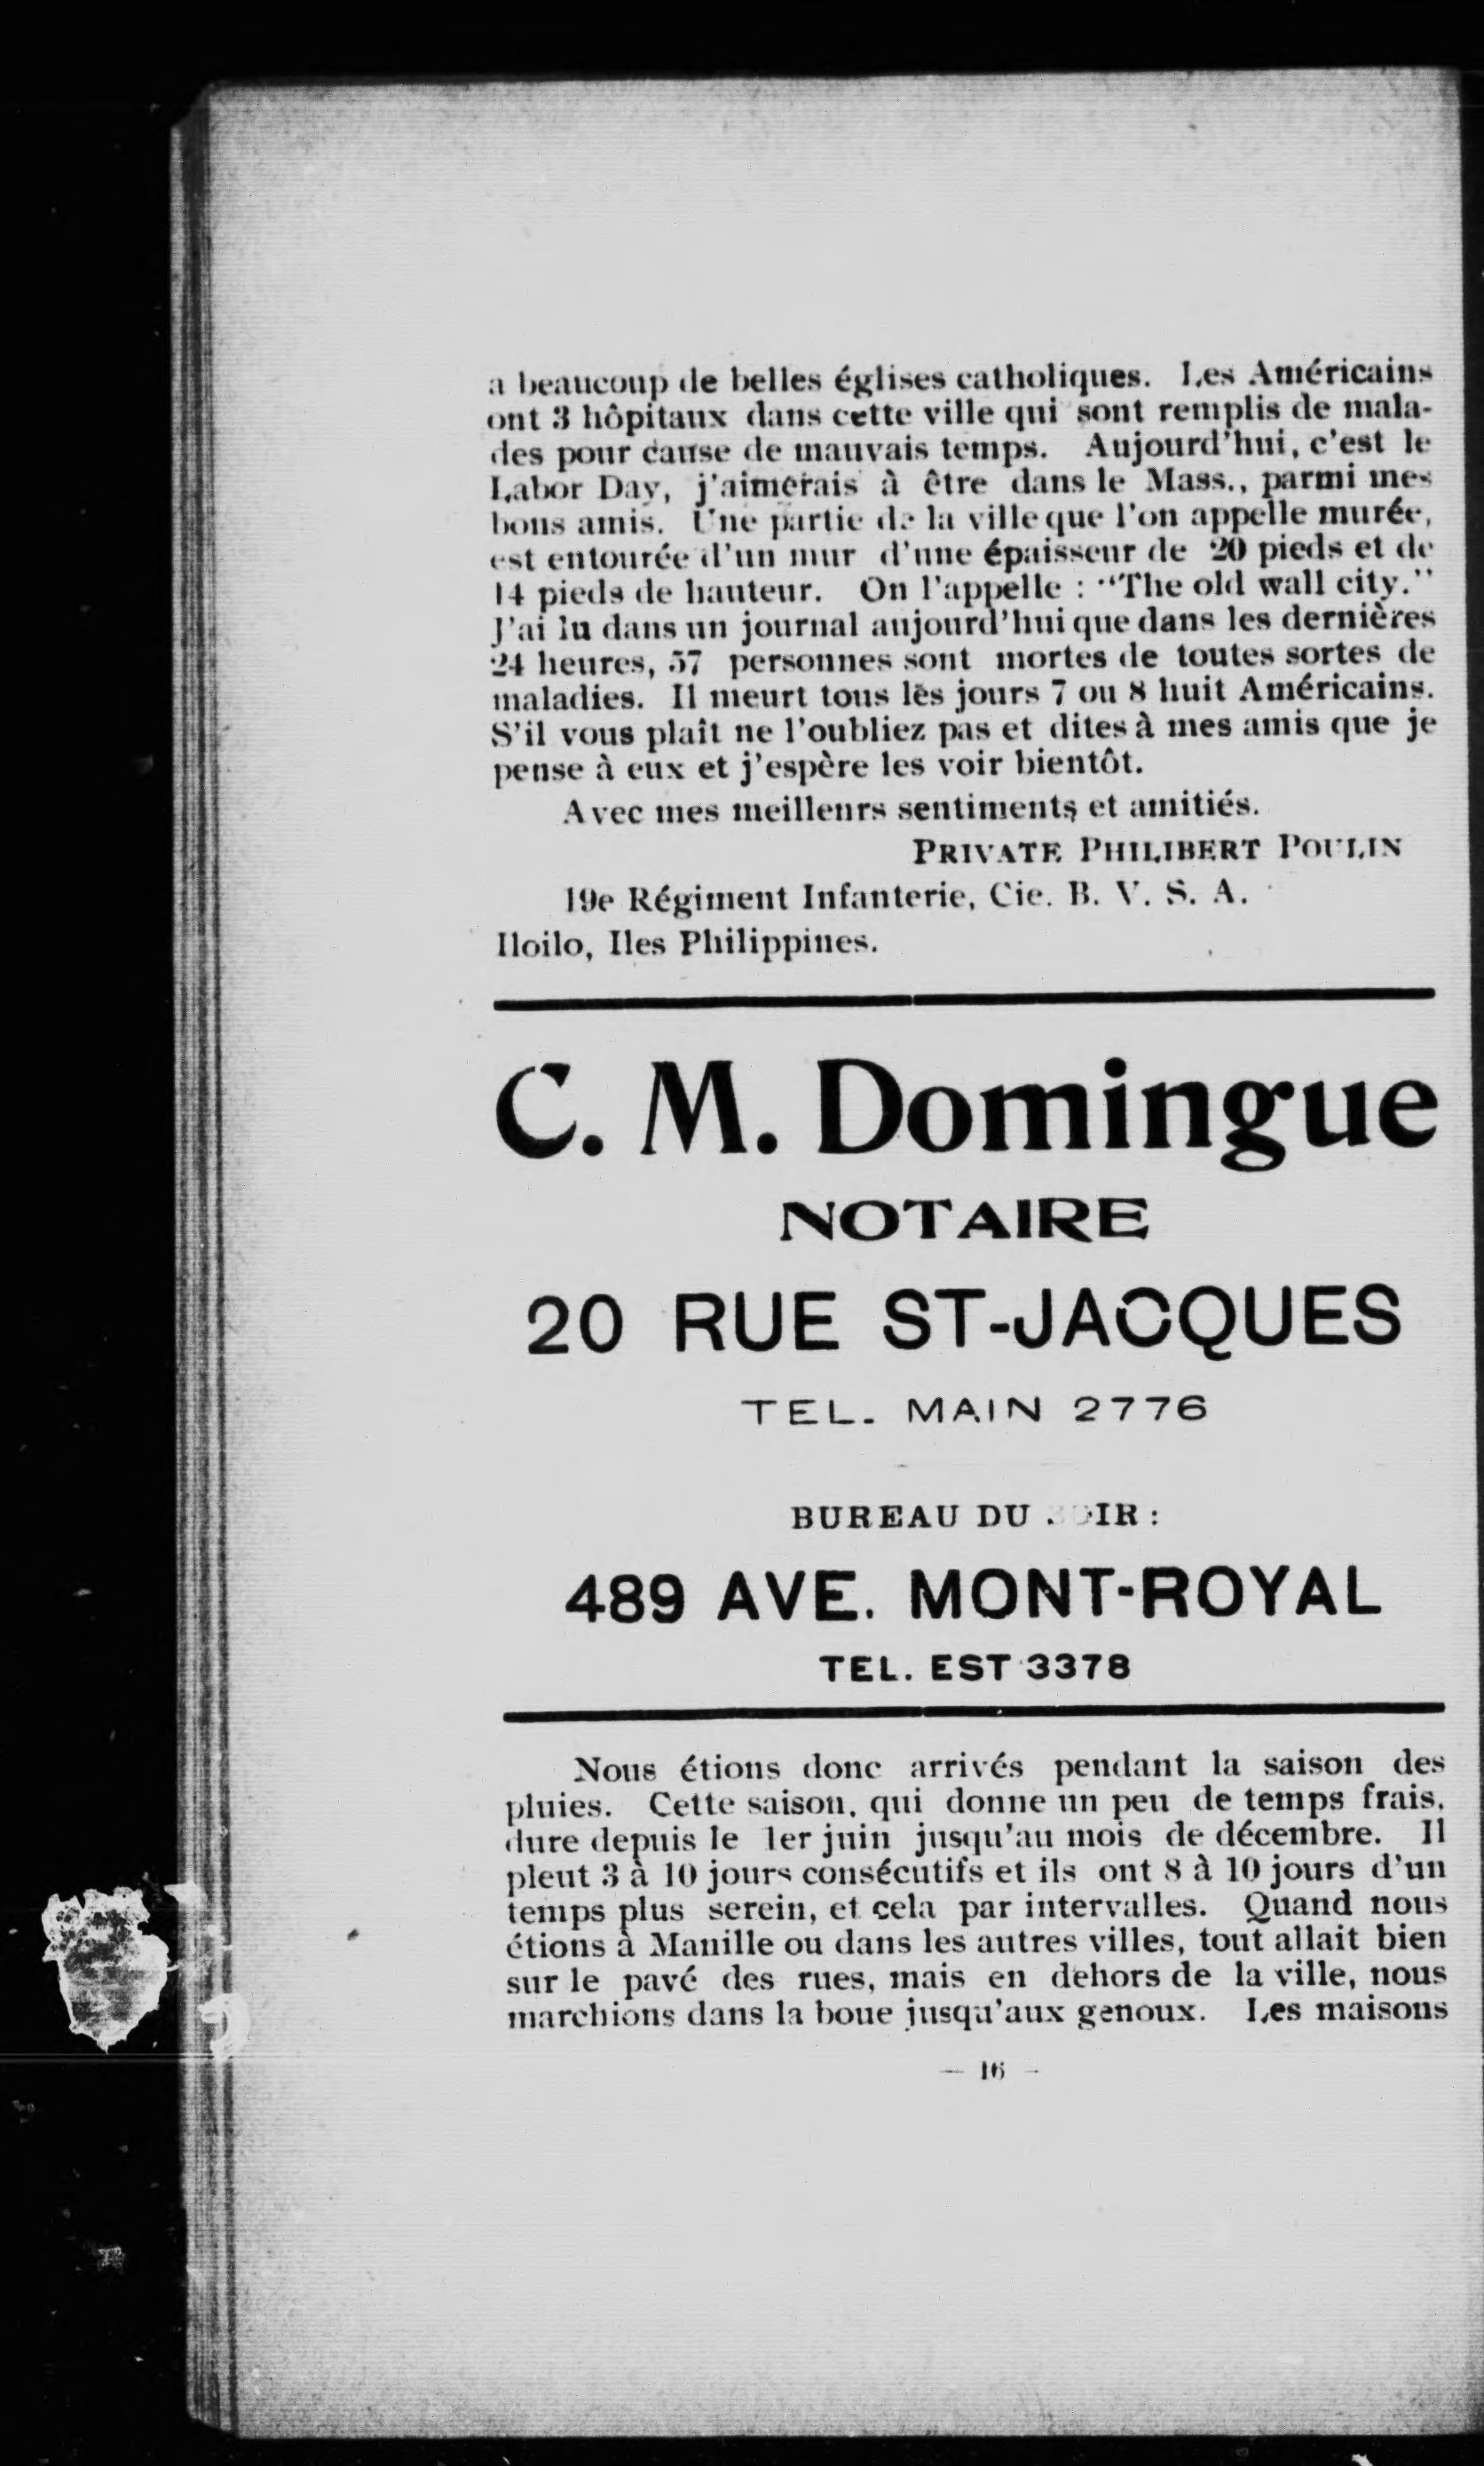 a beaucoup de belles églises catholiques. Les Américains
ont 3 hôpitaux dans cette ville qui sont remplis de mala-
des pour cause de mauvais temps. Aujourd'hui, c'est le
Labor Day, j'aimerais à être dans le Mass., parmi mes
bons amis. Une partie de la ville que l'on appelle murée,
est entourée d'un mur d'une épaisseur de 20 pieds et de
14 pieds de hauteur. On l'appelle : "The old wall city."
J'ai lu dans un journal aujourd'hui que dans les dernières
24 heures, 57 personnes sont mortes de toutes sortes de
maladies. Il meurt tous les jours 7 ou 8 huit Américains.
S'il vous plaît ne l'oubliez pas et dites à mes amis que je
pense à eux et j'espère les voir bientôt.
Avec mes meilleurs sentiments et amitiés.
PRIVATE PHILIBERT POULIN
19e Régiment Infanterie, Cie. B. V. S. A.
Iloilo, Iles Philippines.
C. M. Domingue
NOTAIRE
20 RUE ST-JACQUES
TEL. MAIN 2776
BUREAU DU
489 AVE. MONT-ROYAL
TEL. EST 3378
Nous étions donc arrivés pendant la saison des
pluies. Cette saison, qui donne un peu de temps frais,
dure depuis le 1er juin jusqu'au mois de décembre. Il
pleut 3 à 10 jours consécutifs et ils ont 8 à 10 jours d'un
temps plus serein, et cela par intervalles. Quand nous
étions à Manille ou dans les autres villes, tout allait bien
sur le pavé des rues, mais en dehors de la ville, nous
marchions dans la boue jusqu'aux genoux. Les maisons
— 16 —